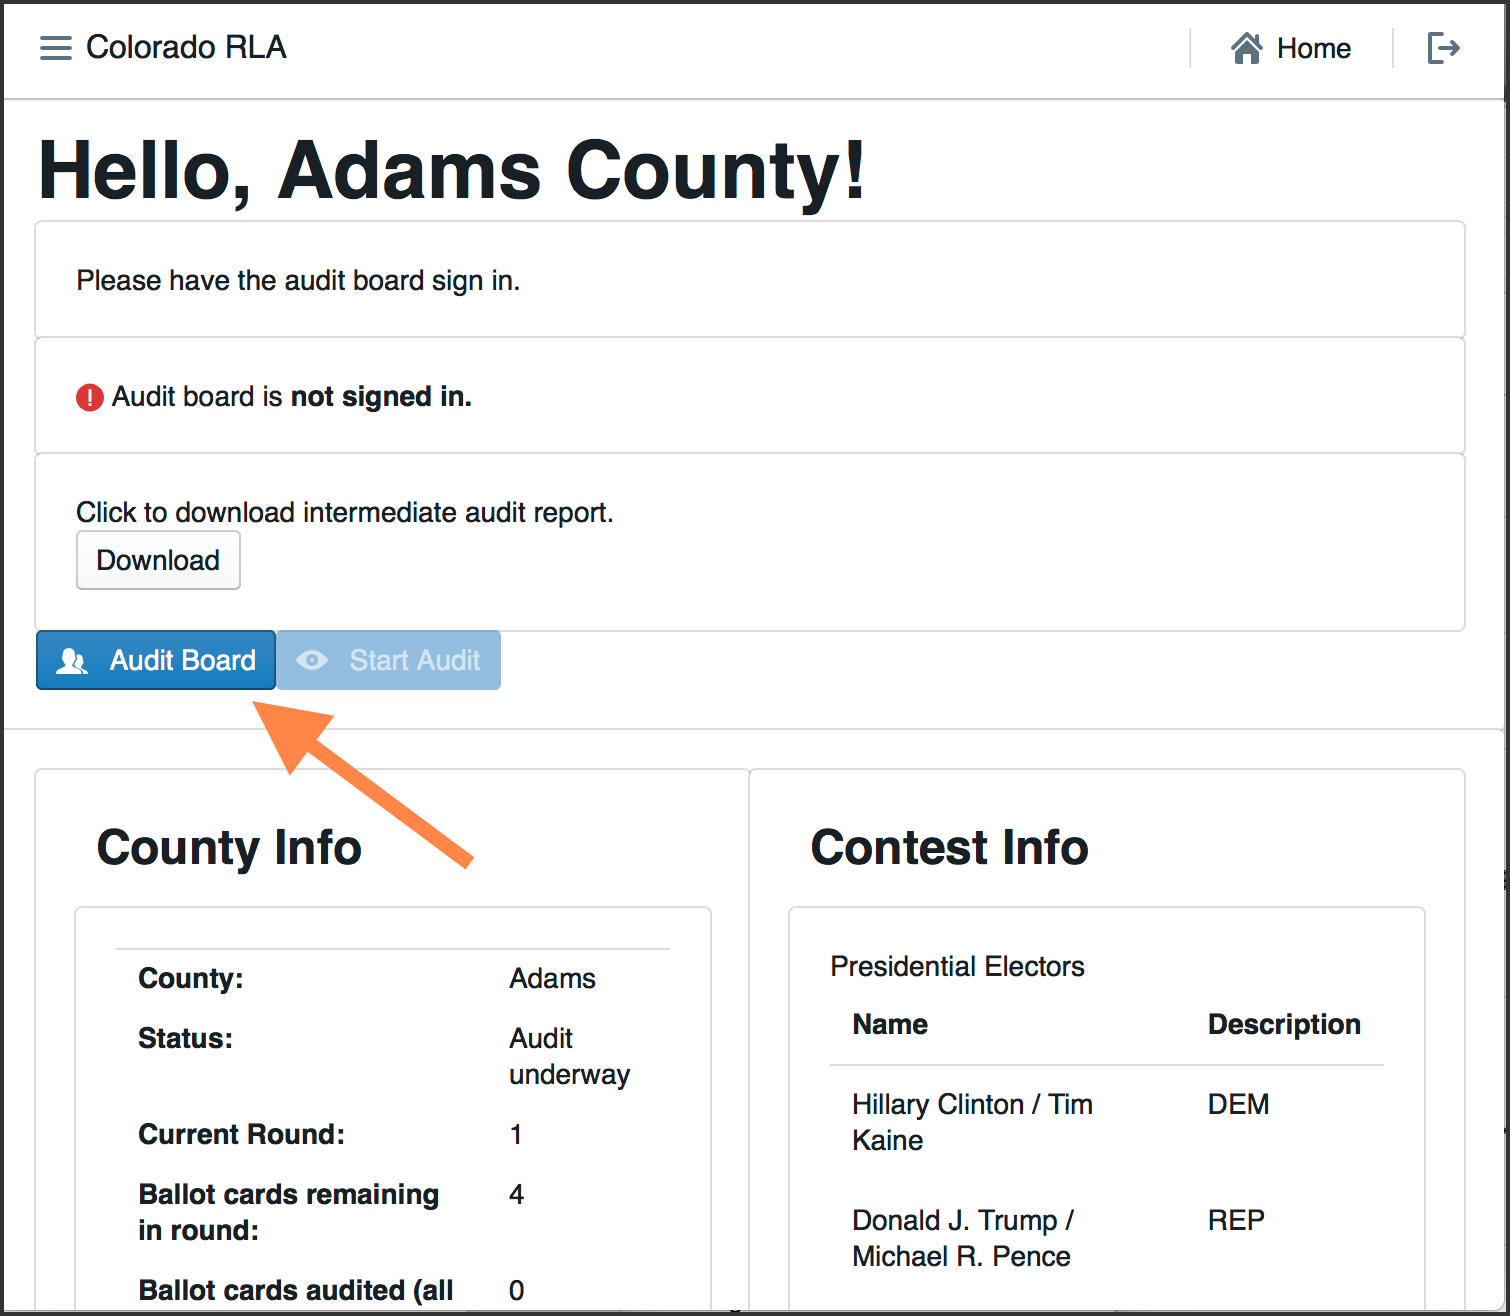 Colorado RLA
Home
Hello, Adams County!
Please have the audit board sign in.
Audit board is not signed in.
Click to download intermediate audit report.
Download
Audit Board
Start Audit
County Info
County: Adams
Status: Audit
underway
Current Round: 1
Ballot cards remaining 4
in round:
Ballot cards audited (all 0
Contest Info
Presidential Electors
Name Description
Hillary Clinton / Tim DEM
Kaine
Donald J. Trump / REP
Michael R. Pence